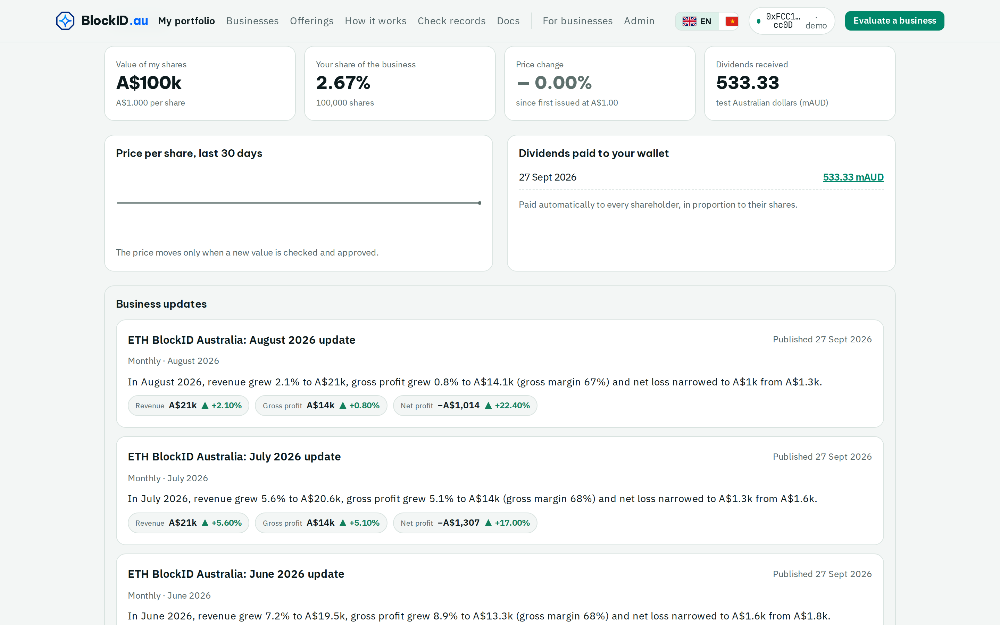 BlockID.au My portfolio Businesses Offerings How it works Check records Docs For businesses Admin EN 0xFCC1…cc0D · demo Evaluate a business
Value of my shares
A$100k
A$1.000 per share
Your share of the business
2.67%
100,000 shares
Price change
– 0.00%
since first issued at A$1.00
Dividends received
533.33
test Australian dollars (mAUD)
Price per share, last 30 days
The price moves only when a new value is checked and approved.
Dividends paid to your wallet
27 Sept 2026 533.33 mAUD
Paid automatically to every shareholder, in proportion to their shares.
Business updates
ETH BlockID Australia: August 2026 update Published 27 Sept 2026
Monthly · August 2026
In August 2026, revenue grew 2.1% to A$21k, gross profit grew 0.8% to A$14.1k (gross margin 67%) and net loss narrowed to A$1k from A$1.3k.
Revenue A$21k ▲ +2.10% Gross profit A$14k ▲ +0.80% Net profit −A$1,014 ▲ +22.40%
ETH BlockID Australia: July 2026 update Published 27 Sept 2026
Monthly · July 2026
In July 2026, revenue grew 5.6% to A$20.6k, gross profit grew 5.1% to A$14k (gross margin 68%) and net loss narrowed to A$1.3k from A$1.6k.
Revenue A$21k ▲ +5.60% Gross profit A$14k ▲ +5.10% Net profit −A$1,307 ▲ +17.00%
ETH BlockID Australia: June 2026 update Published 27 Sept 2026
Monthly · June 2026
In June 2026, revenue grew 7.2% to A$19.5k, gross profit grew 8.9% to A$13.3k (gross margin 68%) and net loss narrowed to A$1.6k from A$1.8k.